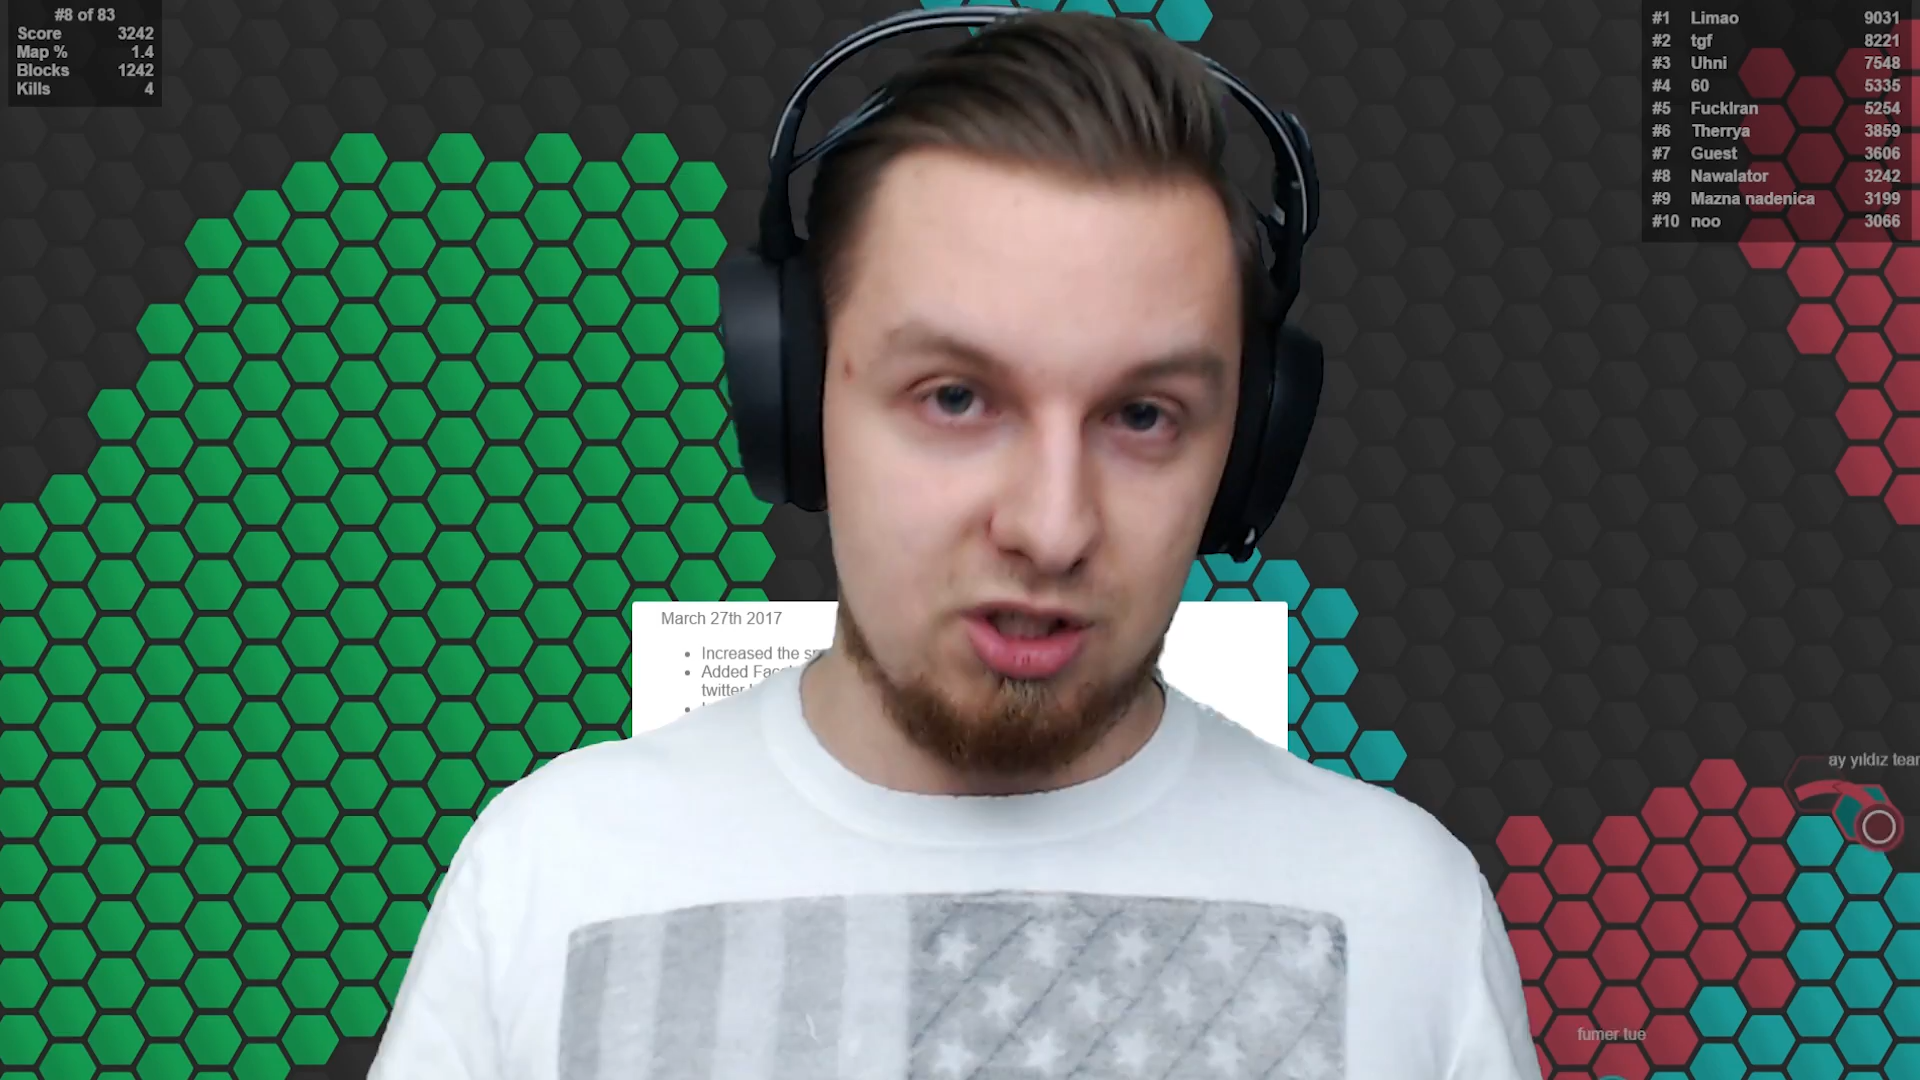 #8 of 83
Score 3242
Map % 1.4
Blocks 1242
Kills 4
#1 Limao 9031
#2 tgf 8221
#3 Uhni 7548
#4 60 5335
#5 FuckIran 5254
#6 Therrya 3859
#7 Guest 3606
#8 Nawalator 3242
#9 Mazna nadenica 3199
#10 noo 3066
March 27th 2017
• Increased the
• Added
twitter
ay yıldız
fumer tue